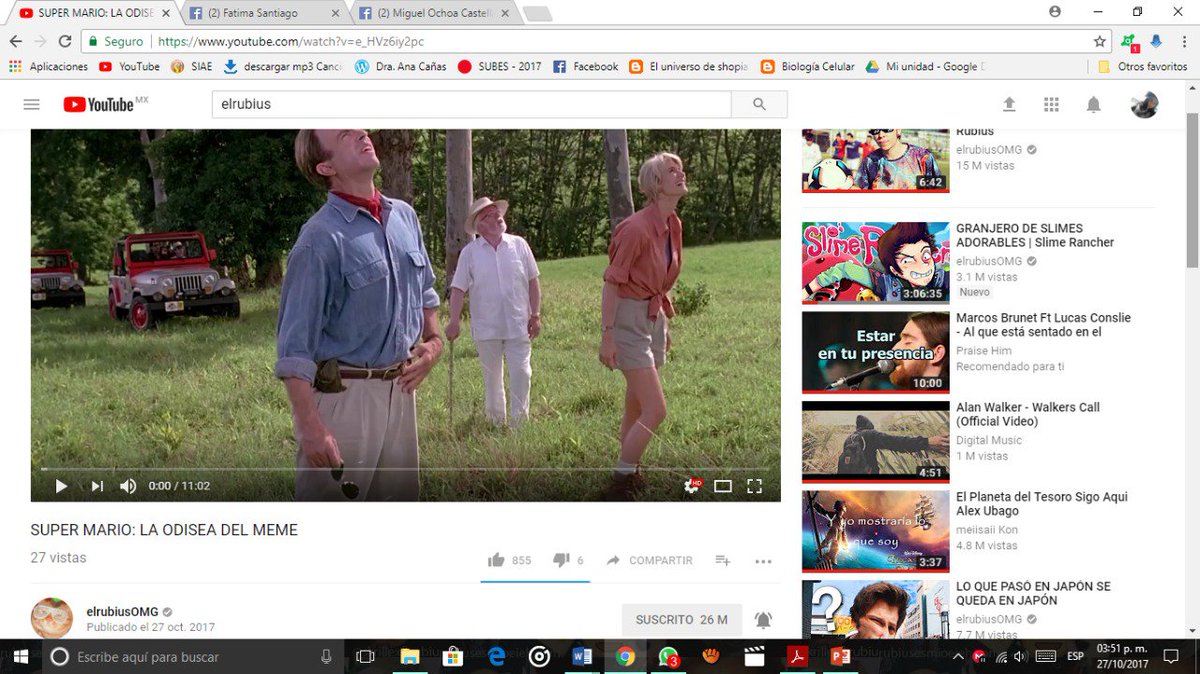 SUPER MARIO: LA ODISE
(2) Fatima Santiago
(2) Miguel Ochoa Castell
Seguro
https://www.youtube.com/watch?v=e_HVz6iy2pc
1
Aplicaciones
YouTube
SIAE
descargar mp3 Canci
Dra. Ana Cañas
SUBES - 2017
Facebook
El universo de shopia
Biología Celular
Mi unidad - Google D
Otros favoritos
YouTube MX
elrubius
0:00 / 11:02
HD
SUPER MARIO: LA ODISEA DEL MEME
27 vistas
855
6
COMPARTIR
elrubiusOMG
Publicado el 27 oct. 2017
SUSCRITO 26 M
Rubius
elrubiusOMG
15 M vistas
6:42
GRANJERO DE SLIMES
ADORABLES | Slime Rancher
elrubiusOMG
3.1 M vistas
Nuevo
3:06:35
Estar
en tu presencia
10:00
Marcos Brunet Ft Lucas Conslie
- Al que está sentado en el
Praise Him
Recomendado para ti
Alan Walker - Walkers Call
(Official Video)
Digital Music
1 M vistas
4:51
Y yo mostraría lo
que soy
3:37
El Planeta del Tesoro Sigo Aqui
Alex Ubago
meiisaii Kon
4.8 M vistas
?
LO QUE PASÓ EN JAPÓN SE
QUEDA EN JAPÓN
elrubiusOMG
7.7 M vistas
Escribe aquí para buscar
3
ESP
03:51 p. m.
27/10/2017